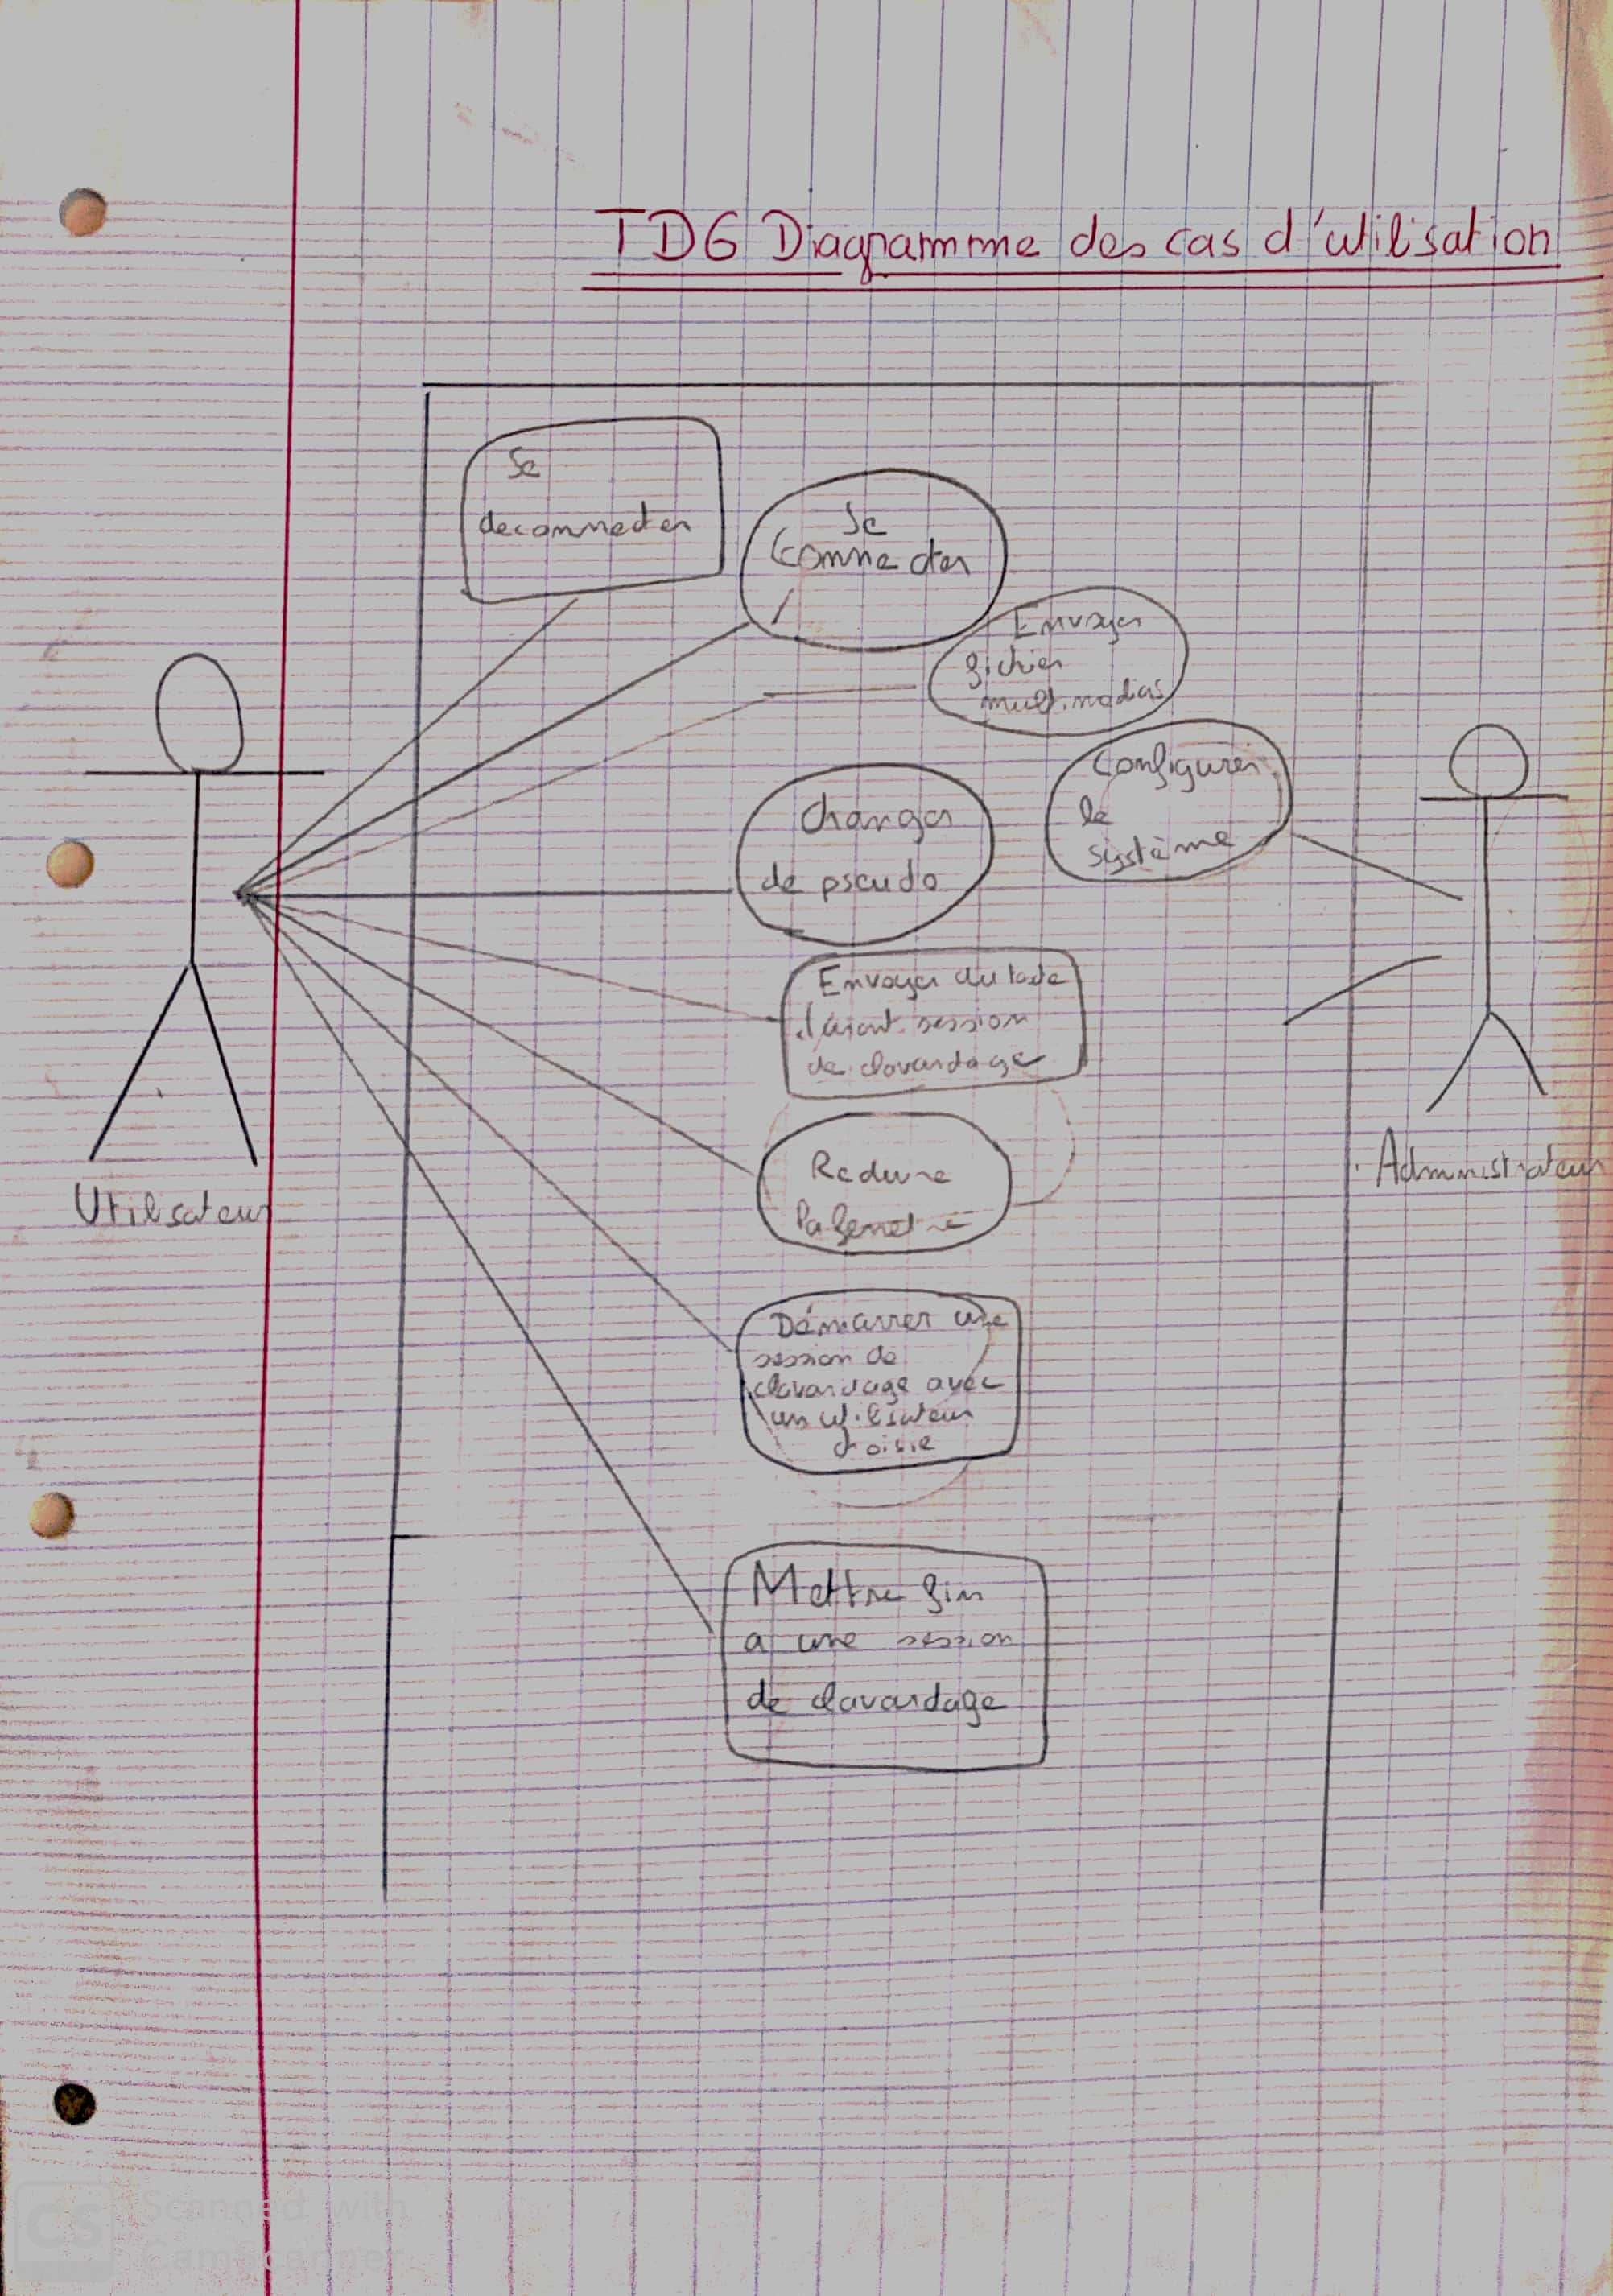 TD6 Diagramme des cas d'utilisation
Se
deconnecter
Se
Connecter
Envoyer
fichier
multimedias
Configurer
le
système
Changer
de pseudo
Envoyer du texte
durant session
de clavardage
Reduire
la fenetre
Démarrer une
session de
clavardage avec
un utilisateur
choisie
Mettre fin
a une session
de clavardage
Utilisateur
Administrateur
CS
Scanned with
CamScanner